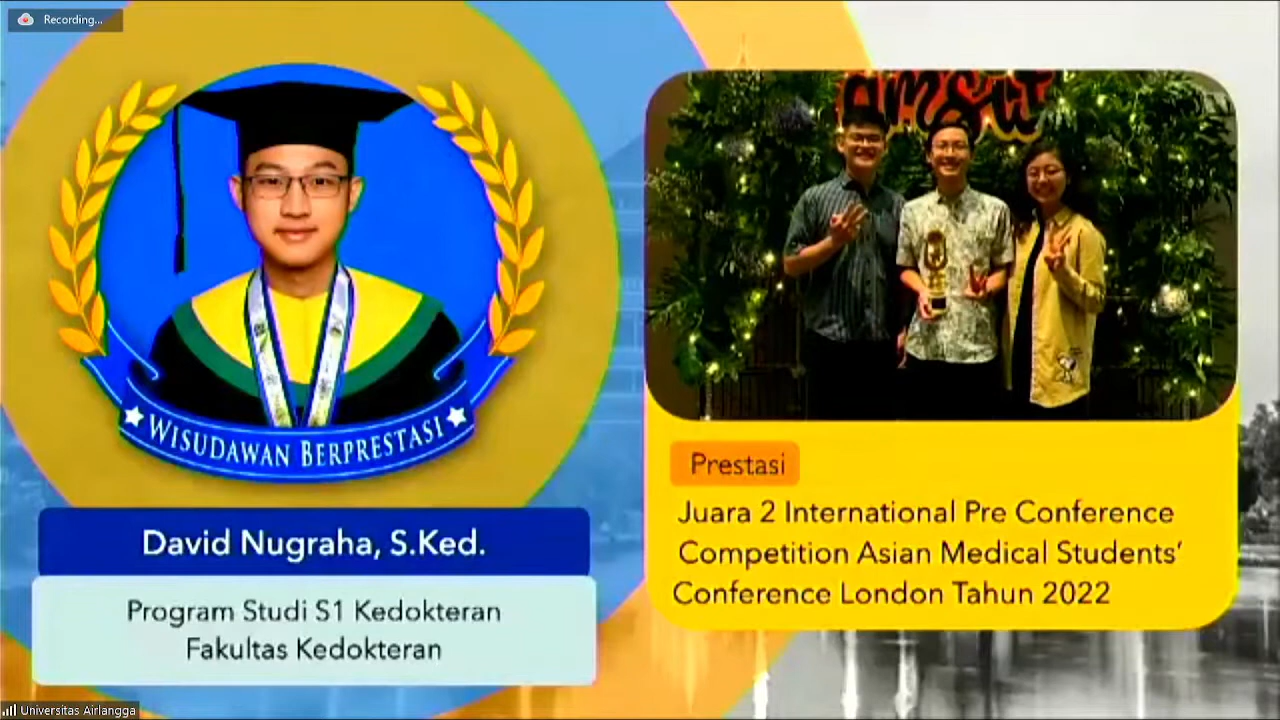 Recording...
WISUDAWAN BERPRESTASI
David Nugraha, S.Ked.
Program Studi S1 Kedokteran
Fakultas Kedokteran
Prestasi
Juara 2 International Pre Conference
Competition Asian Medical Students'
Conference London Tahun 2022
Universitas Airlangga